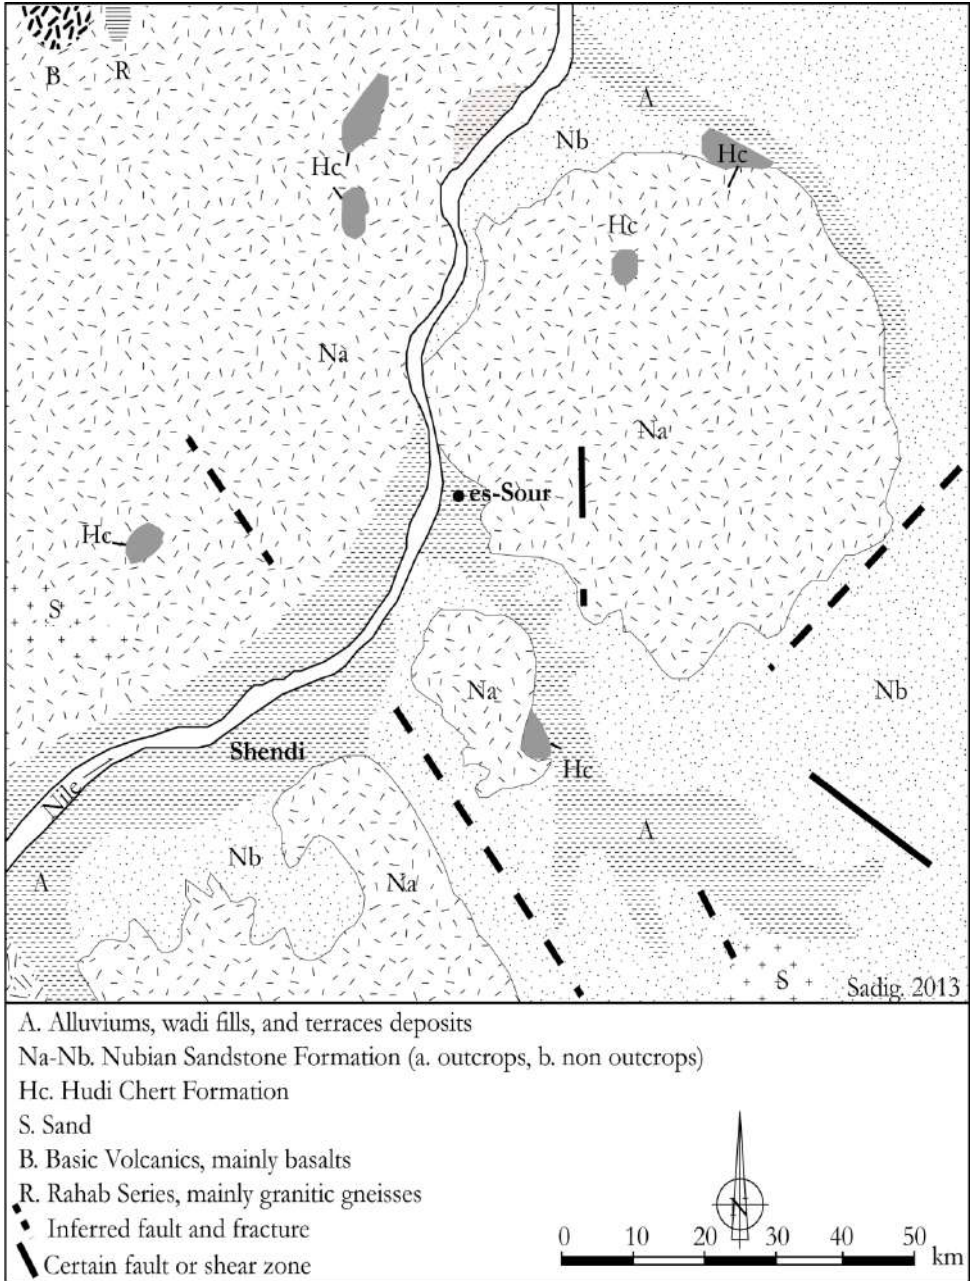 B
R
A
Nb
Hc
Hc
Hc
Na
Na
es-Sour
Hc
S
Na
Nb
Shendi
Hc
Nile
A
Nb
A
Na
S
Sadig. 2013
A. Alluviums, wadi fills, and terraces deposits
Na-Nb. Nubian Sandstone Formation (a. outcrops, b. non outcrops)
Hc. Hudi Chert Formation
S. Sand
B. Basic Volcanics, mainly basalts
R. Rahab Series, mainly granitic gneisses
Inferred fault and fracture
Certain fault or shear zone
N
0 10 20 30 40 50
km